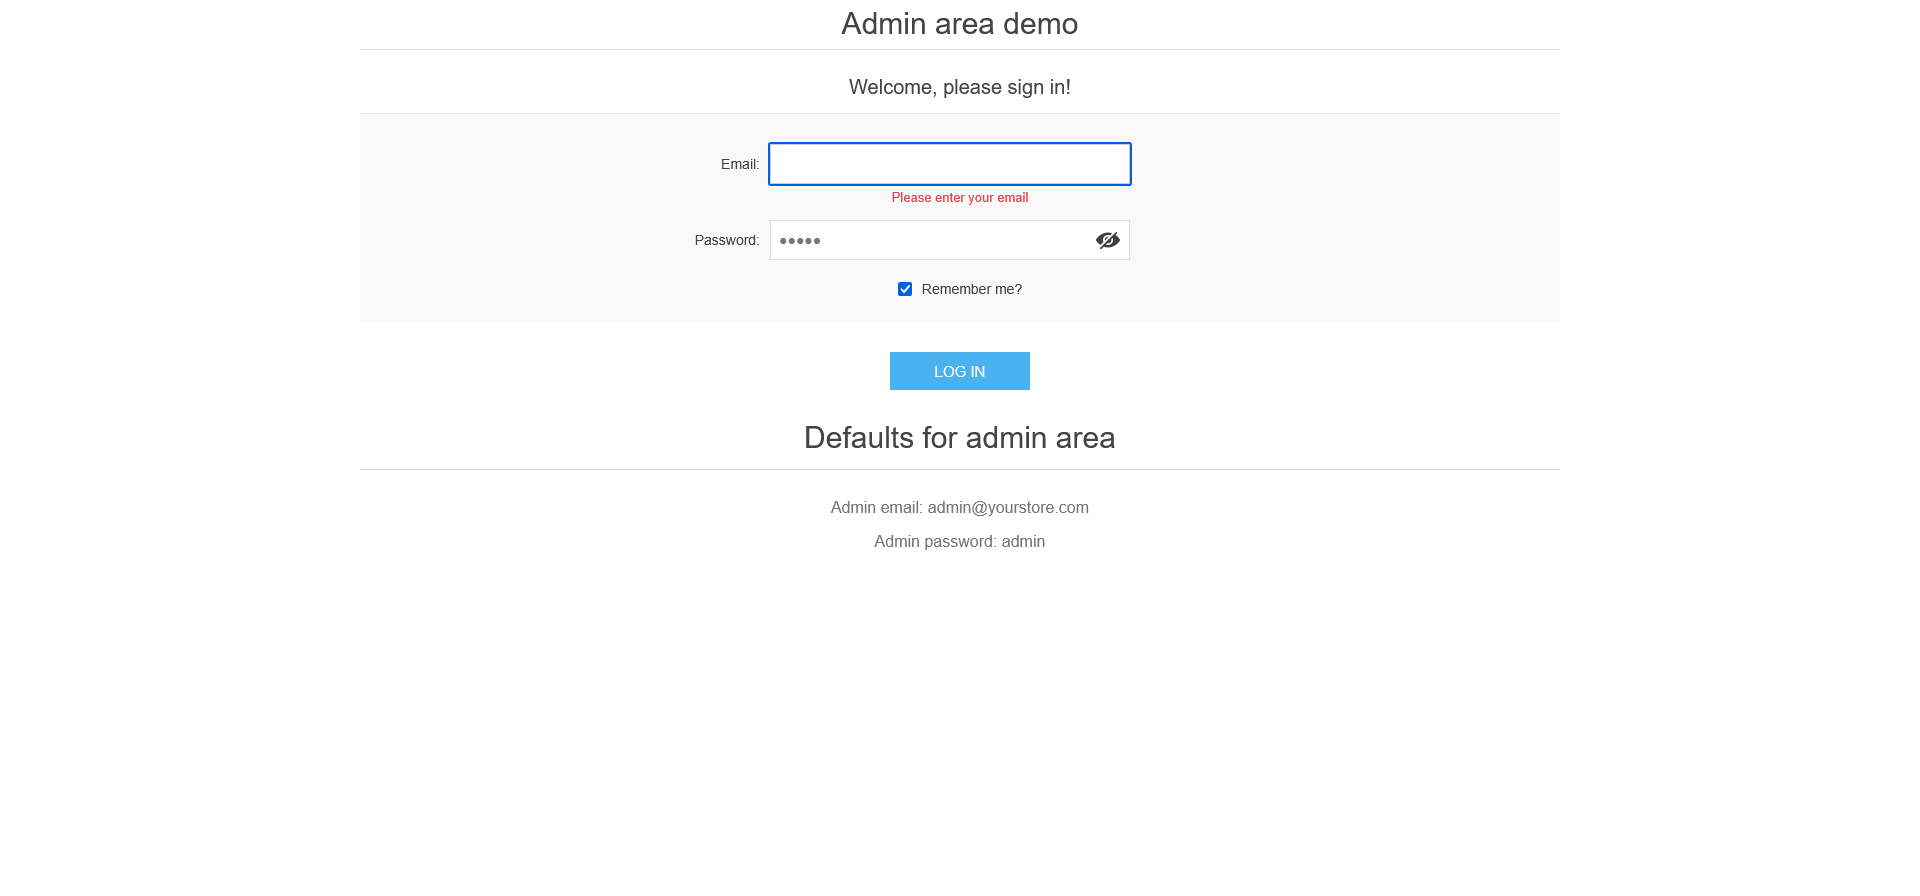 Admin area demo
Welcome, please sign in!
Email:
Please enter your email
Password: •••••
Remember me?
LOG IN
Defaults for admin area
Admin email: admin@yourstore.com
Admin password: admin